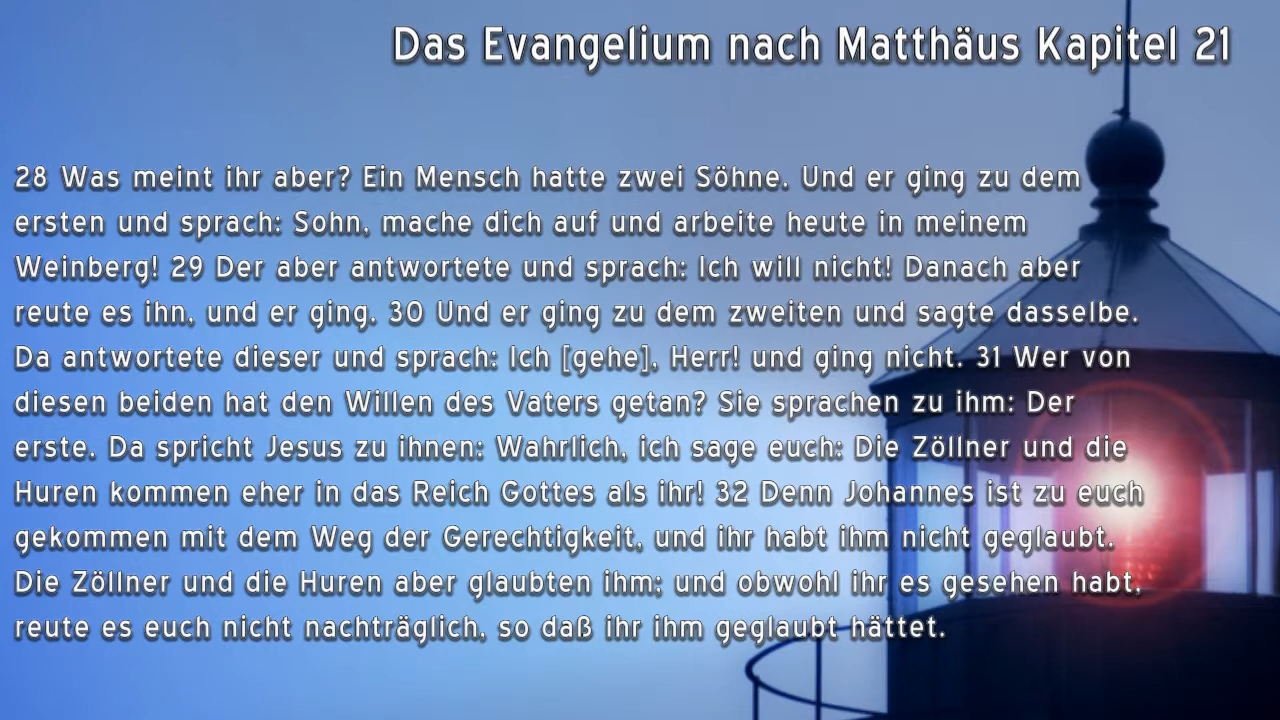 Das Evangelium nach Matthäus Kapitel 21
28 Was meint ihr aber? Ein Mensch hatte zwei Söhne. Und er ging zu dem
ersten und sprach: Sohn, mache dich auf und arbeite heute in meinem
Weinberg! 29 Der aber antwortete und sprach: Ich will nicht! Danach aber
reute es ihn, und er ging. 30 Und er ging zu dem zweiten und sagte dasselbe.
Da antwortete dieser und sprach: Ich [gehe], Herr! und ging nicht. 31 Wer von
diesen beiden hat den Willen des Vaters getan? Sie sprachen zu ihm: Der
erste. Da spricht Jesus zu ihnen: Wahrlich, ich sage euch: Die Zöllner und die
Huren kommen eher in das Reich Gottes als ihr! 32 Denn Johannes ist zu euch
gekommen mit dem Weg der Gerechtigkeit, und ihr habt ihm nicht geglaubt.
Die Zöllner und die Huren aber glaubten ihm; und obwohl ihr es gesehen habt,
reute es euch nicht nachträglich, so daß ihr ihm geglaubt hättet.